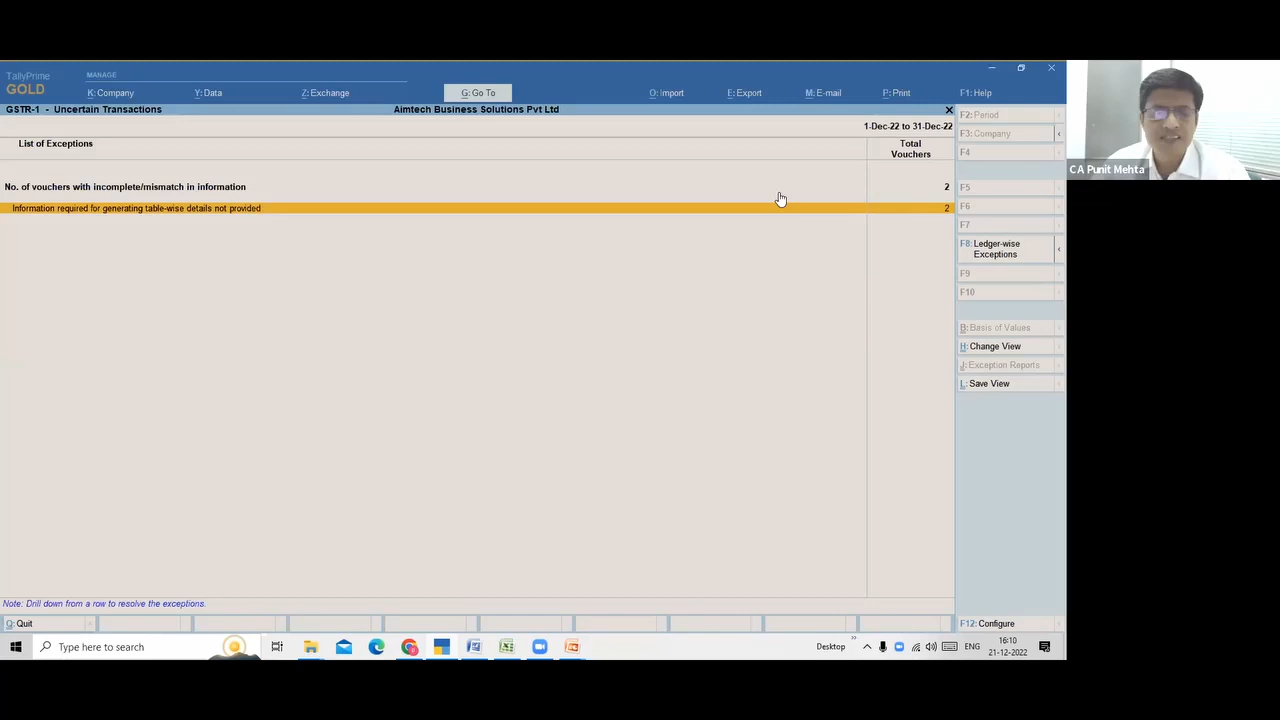 TallyPrime
GOLD
MANAGE
K: Company
Y: Data
Z: Exchange
G: Go To
O: Import
E: Export
M: E-mail
P: Print
F1: Help
GSTR-1 - Uncertain Transactions
Aimtech Business Solutions Pvt Ltd
1-Dec-22 to 31-Dec-22
List of Exceptions
Total
Vouchers
No. of vouchers with incomplete/mismatch in information
2
Information required for generating table-wise details not provided
2
Note: Drill down from a row to resolve the exceptions.
Q: Quit
F2: Period
F3: Company
F4
F5
F6
F7
F8: Ledger-wise
Exceptions
F9
F10
B: Basis of Values
H: Change View
J: Exception Reports
L: Save View
F12: Configure
C A Punit Mehta
Type here to search
Desktop
ENG
16:10
21-12-2022